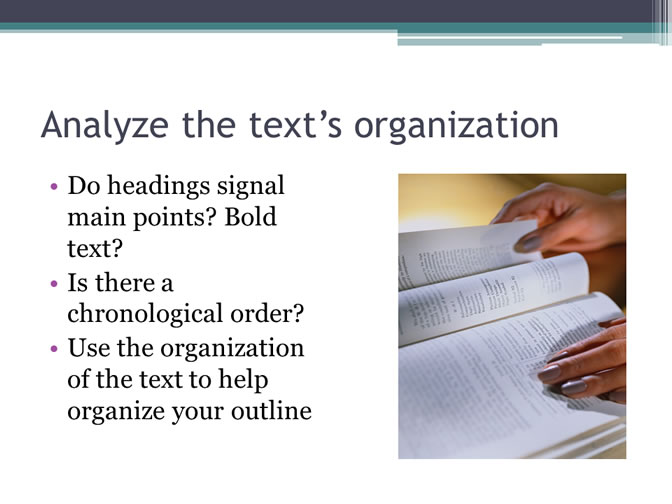 Analyze the text’s organization
• Do headings signal
main points? Bold
text?
• Is there a
chronological order?
• Use the organization
of the text to help
organize your outline